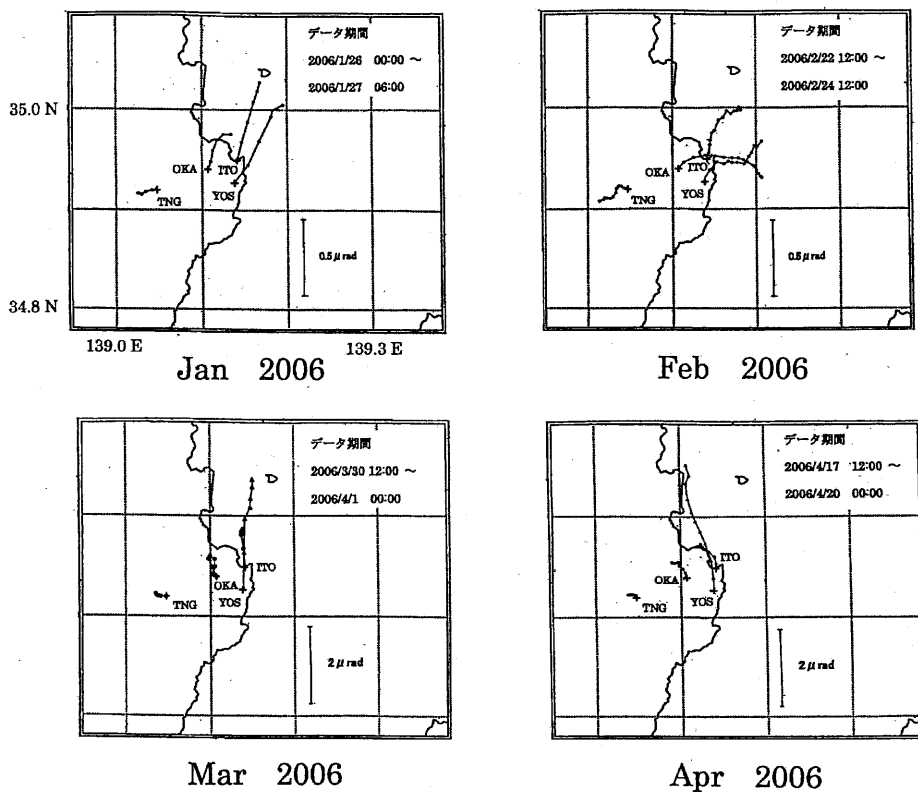 データ期間
2006/1/26 00:00 ～
2006/1/27 06:00
35.0 N
OKA
ITO
TNG
YOS
0.5 μ rad
34.8 N
139.0 E
139.3 E
Jan 2006
データ期間
2006/2/22 12:00 ～
2006/2/24 12:00
OKA
ITO
TNG
YOS
0.5 μ rad
Feb 2006
データ期間
2006/3/30 12:00 ～
2006/4/1 00:00
ITO
OKA
TNG
YOS
2 μ rad
Mar 2006
データ期間
2006/4/17 12:00 ～
2006/4/20 00:00
ITO
OKA
TNG
YOS
2 μ rad
Apr 2006